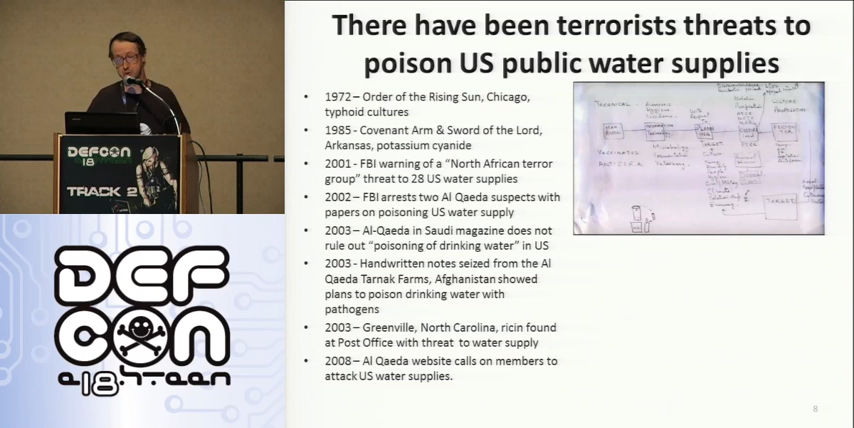 There have been terrorists threats to
poison US public water supplies
• 1972 – Order of the Rising Sun, Chicago,
typhoid cultures
• 1985 - Covenant Arm & Sword of the Lord,
Arkansas, potassium cyanide
• 2001 - FBI warning of a “North African terror
group” threat to 28 US water supplies
• 2002 – FBI arrests two Al Qaeda suspects with
papers on poisoning US water supply
• 2003 – Al-Qaeda in Saudi magazine does not
rule out “poisoning of drinking water” in US
• 2003 - Handwritten notes seized from the Al
Qaeda Tarnak Farms, Afghanistan showed
plans to poison drinking water with
pathogens
• 2003 – Greenville, North Carolina, ricin found
at Post Office with threat to water supply
• 2008 – Al Qaeda website calls on members to
attack US water supplies.
TECHNICAL
TARGET
8
DEFCON
18
TRACK 2
DEF
CON
e18hteen